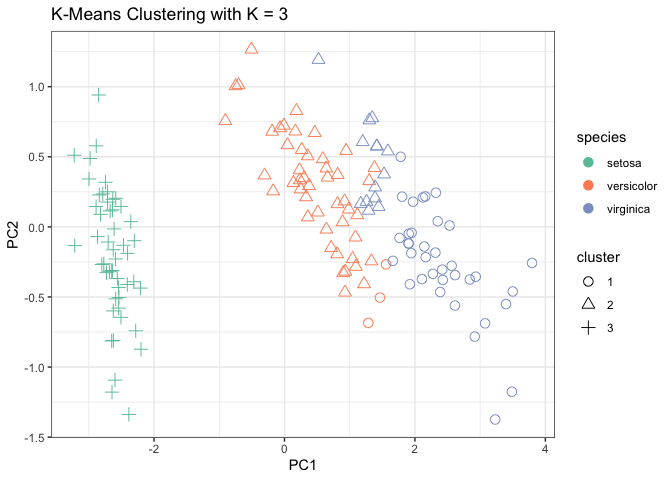 K-Means Clustering with K = 3
PC2
1.0
0.5
0.0
-0.5
-1.0
-1.5
-2
0
2
4
PC1
species
setosa
versicolor
virginica
cluster
1
2
3